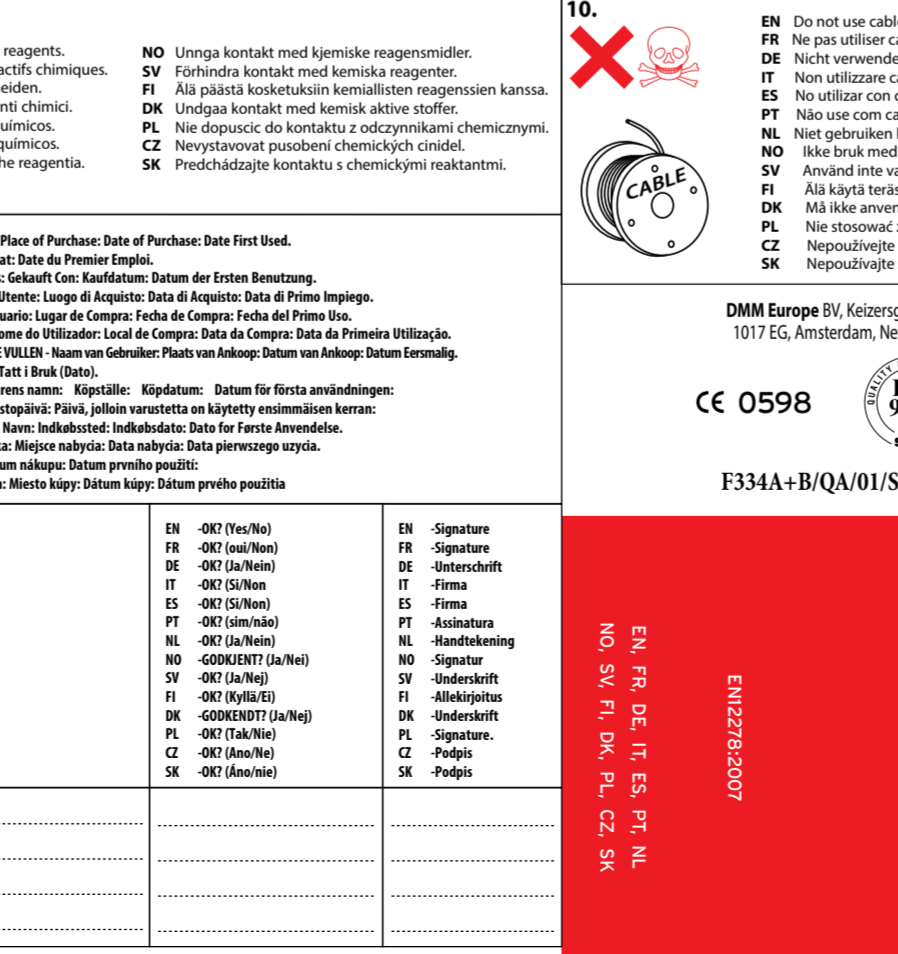 reagents.
actifs chimiques.
eiden.
nti chimici.
uímicos.
químicos.
he reagentia.
NO Unnga kontakt med kjemiske reagensmidler.
SV Förhindra kontakt med kemiska reagenter.
FI Älä päästä kosketuksiin kemiallisten reagenssien kanssa.
DK Undgaa kontakt med kemisk aktive stoffer.
PL Nie dopuscic do kontaktu z odczynnikami chemicznymi.
CZ Nevystavovat pusobení chemických cinidel.
SK Predchádzajte kontaktu s chemickými reaktantmi.
10.
CABLE
EN Do not use cabl
FR Ne pas utiliser ca
DE Nicht verwende
IT Non utilizzare ca
ES No utilizar con c
PT Não use com ca
NL Niet gebruiken
NO Ikke bruk med
SV Använd inte va
FI Älä käytä teräs
DK Må ikke anven
PL Nie stosować z
CZ Nepoužívejte
SK Nepoužívajte
Place of Purchase: Date of Purchase: Date First Used.
at: Date du Premier Emploi.
: Gekauft Con: Kaufdatum: Datum der Ersten Benutzung.
Utente: Luogo di Acquisto: Data di Acquisto: Data di Primo Impiego.
uario: Lugar de Compra: Fecha de Compra: Fecha del Primo Uso.
ome do Utilizador: Local de Compra: Data da Compra: Data da Primeira Utilização.
E VULLEN - Naam van Gebruiker: Plaats van Ankoop: Datum van Ankoop: Datum Eersmalig.
Tatt i Bruk (Dato).
rens namn: Köpställe: Köpdatum: Datum för första användningen:
stopäivä: Päivä, jolloin varustetta on käytetty ensimmäisen kerran:
Navn: Indkøbssted: Indkøbsdato: Dato for Første Anvendelse.
ca: Miejsce nabycia: Data nabycia: Data pierwszego uzycia.
um nákupu: Datum prvního použití:
: Miesto kúpy: Dátum kúpy: Dátum prvého použitia
DMM Europe BV, Keizersg
1017 EG, Amsterdam, Ne
CE 0598
QUALITY
F334A+B/QA/01/S
EN -OK? (Yes/No)
FR -OK? (oui/Non)
DE -OK? (Ja/Nein)
IT -OK? (Si/Non
ES -OK? (Si/Non)
PT -OK? (sim/não)
NL -OK? (Ja/Nein)
NO -GODKJENT? (Ja/Nei)
SV -OK? (Ja/Nej)
FI -OK? (Kyllä/Ei)
DK -GODKENDT? (Ja/Nej)
PL -OK? (Tak/Nie)
CZ -OK? (Ano/Ne)
SK -OK? (Áno/nie)
EN -Signature
FR -Signature
DE -Unterschrift
IT -Firma
ES -Firma
PT -Assinatura
NL -Handtekening
NO -Signatur
SV -Underskrift
FI -Allekirjoitus
DK -Underskrift
PL -Signature.
CZ -Podpis
SK -Podpis
EN, FR, DE, IT, ES, PT, NL
NO, SV, FI, DK, PL, CZ, SK
EN12278:2007